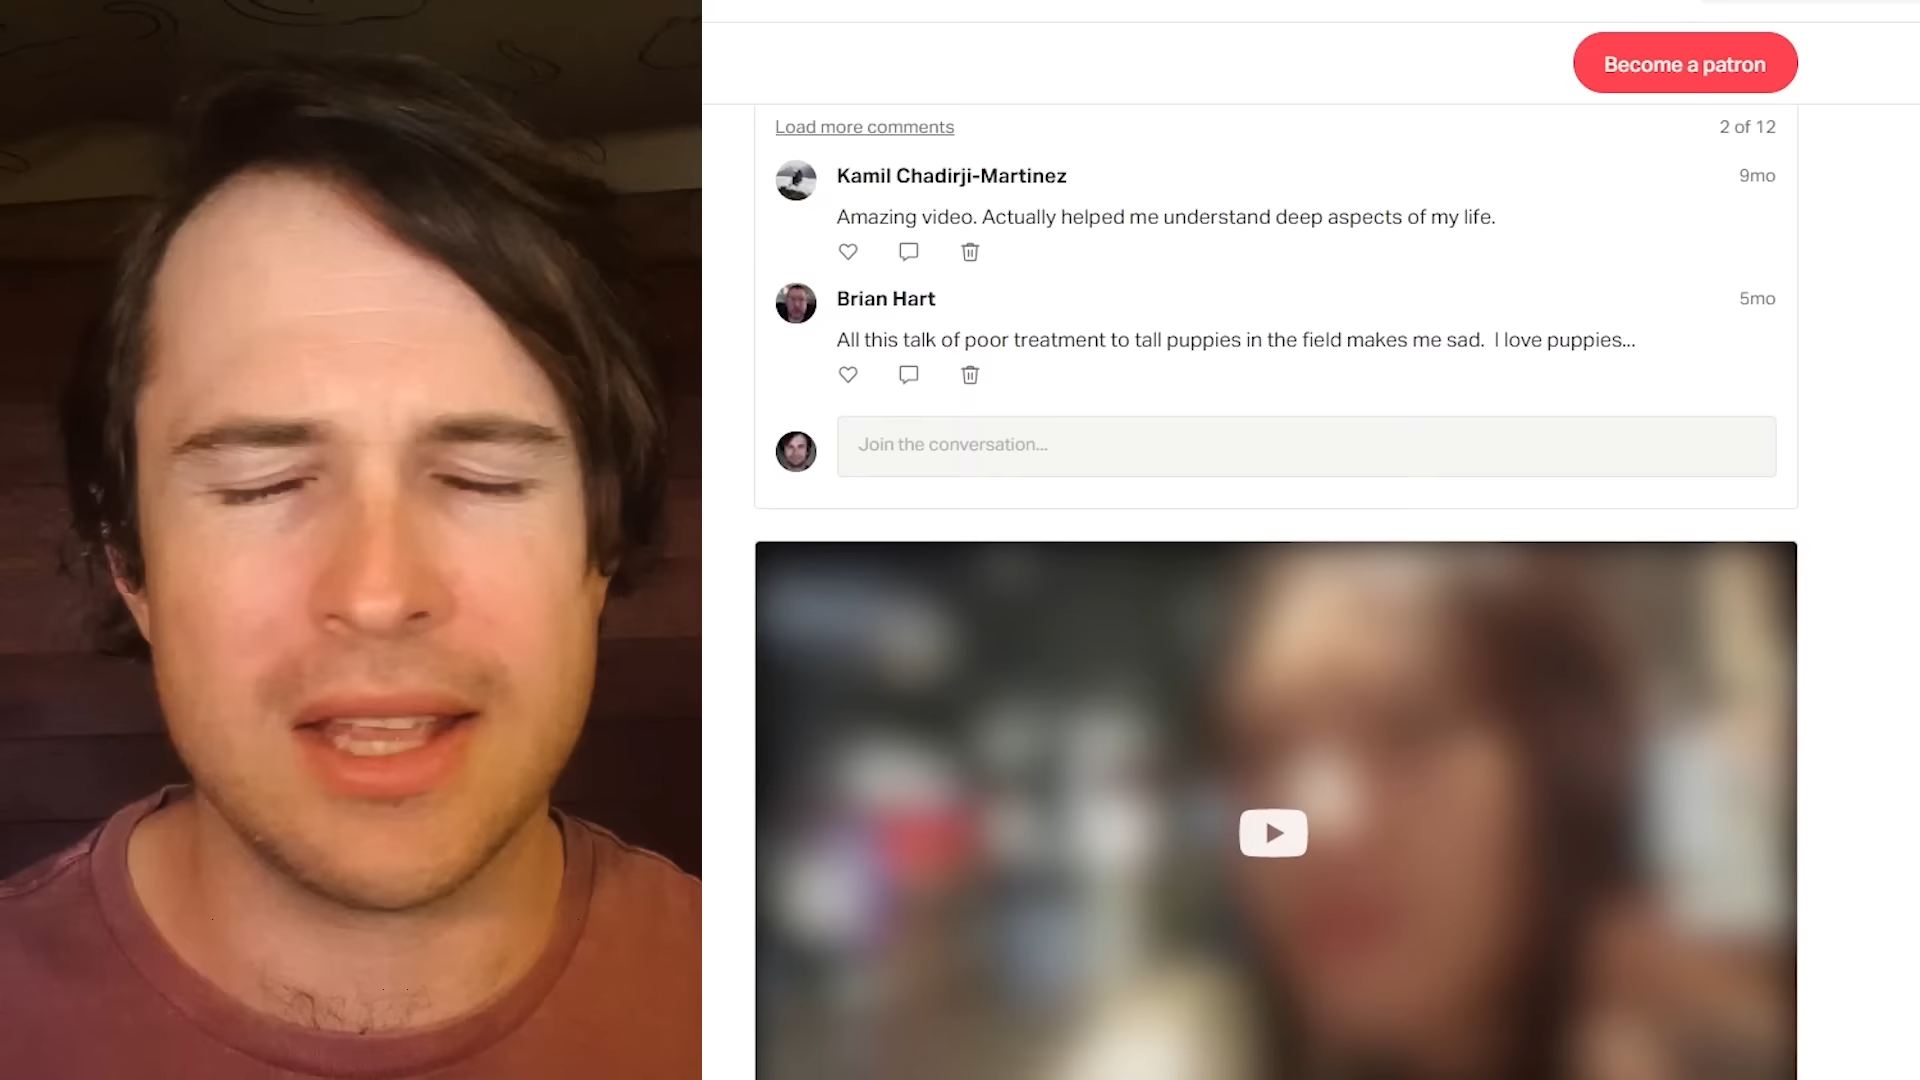 Become a patron
Load more comments
2 of 12
Kamil Chadirji-Martinez
9mo
Amazing video. Actually helped me understand deep aspects of my life.
Brian Hart
5mo
All this talk of poor treatment to tall puppies in the field makes me sad.  I love puppies...
Join the conversation...